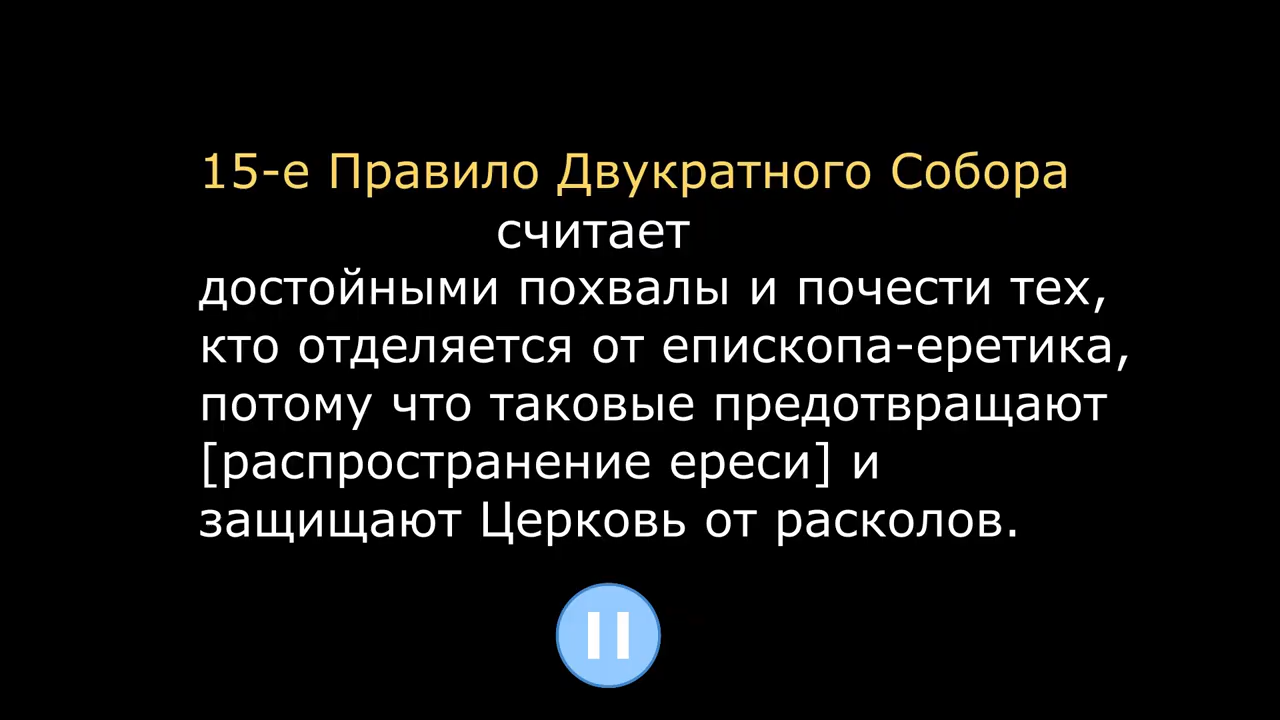 15-е Правило Двукратного Собора
считает
достойными похвалы и почести тех,
кто отделяется от епископа-еретика,
потому что таковые предотвращают
[распространение ереси] и
защищают Церковь от расколов.